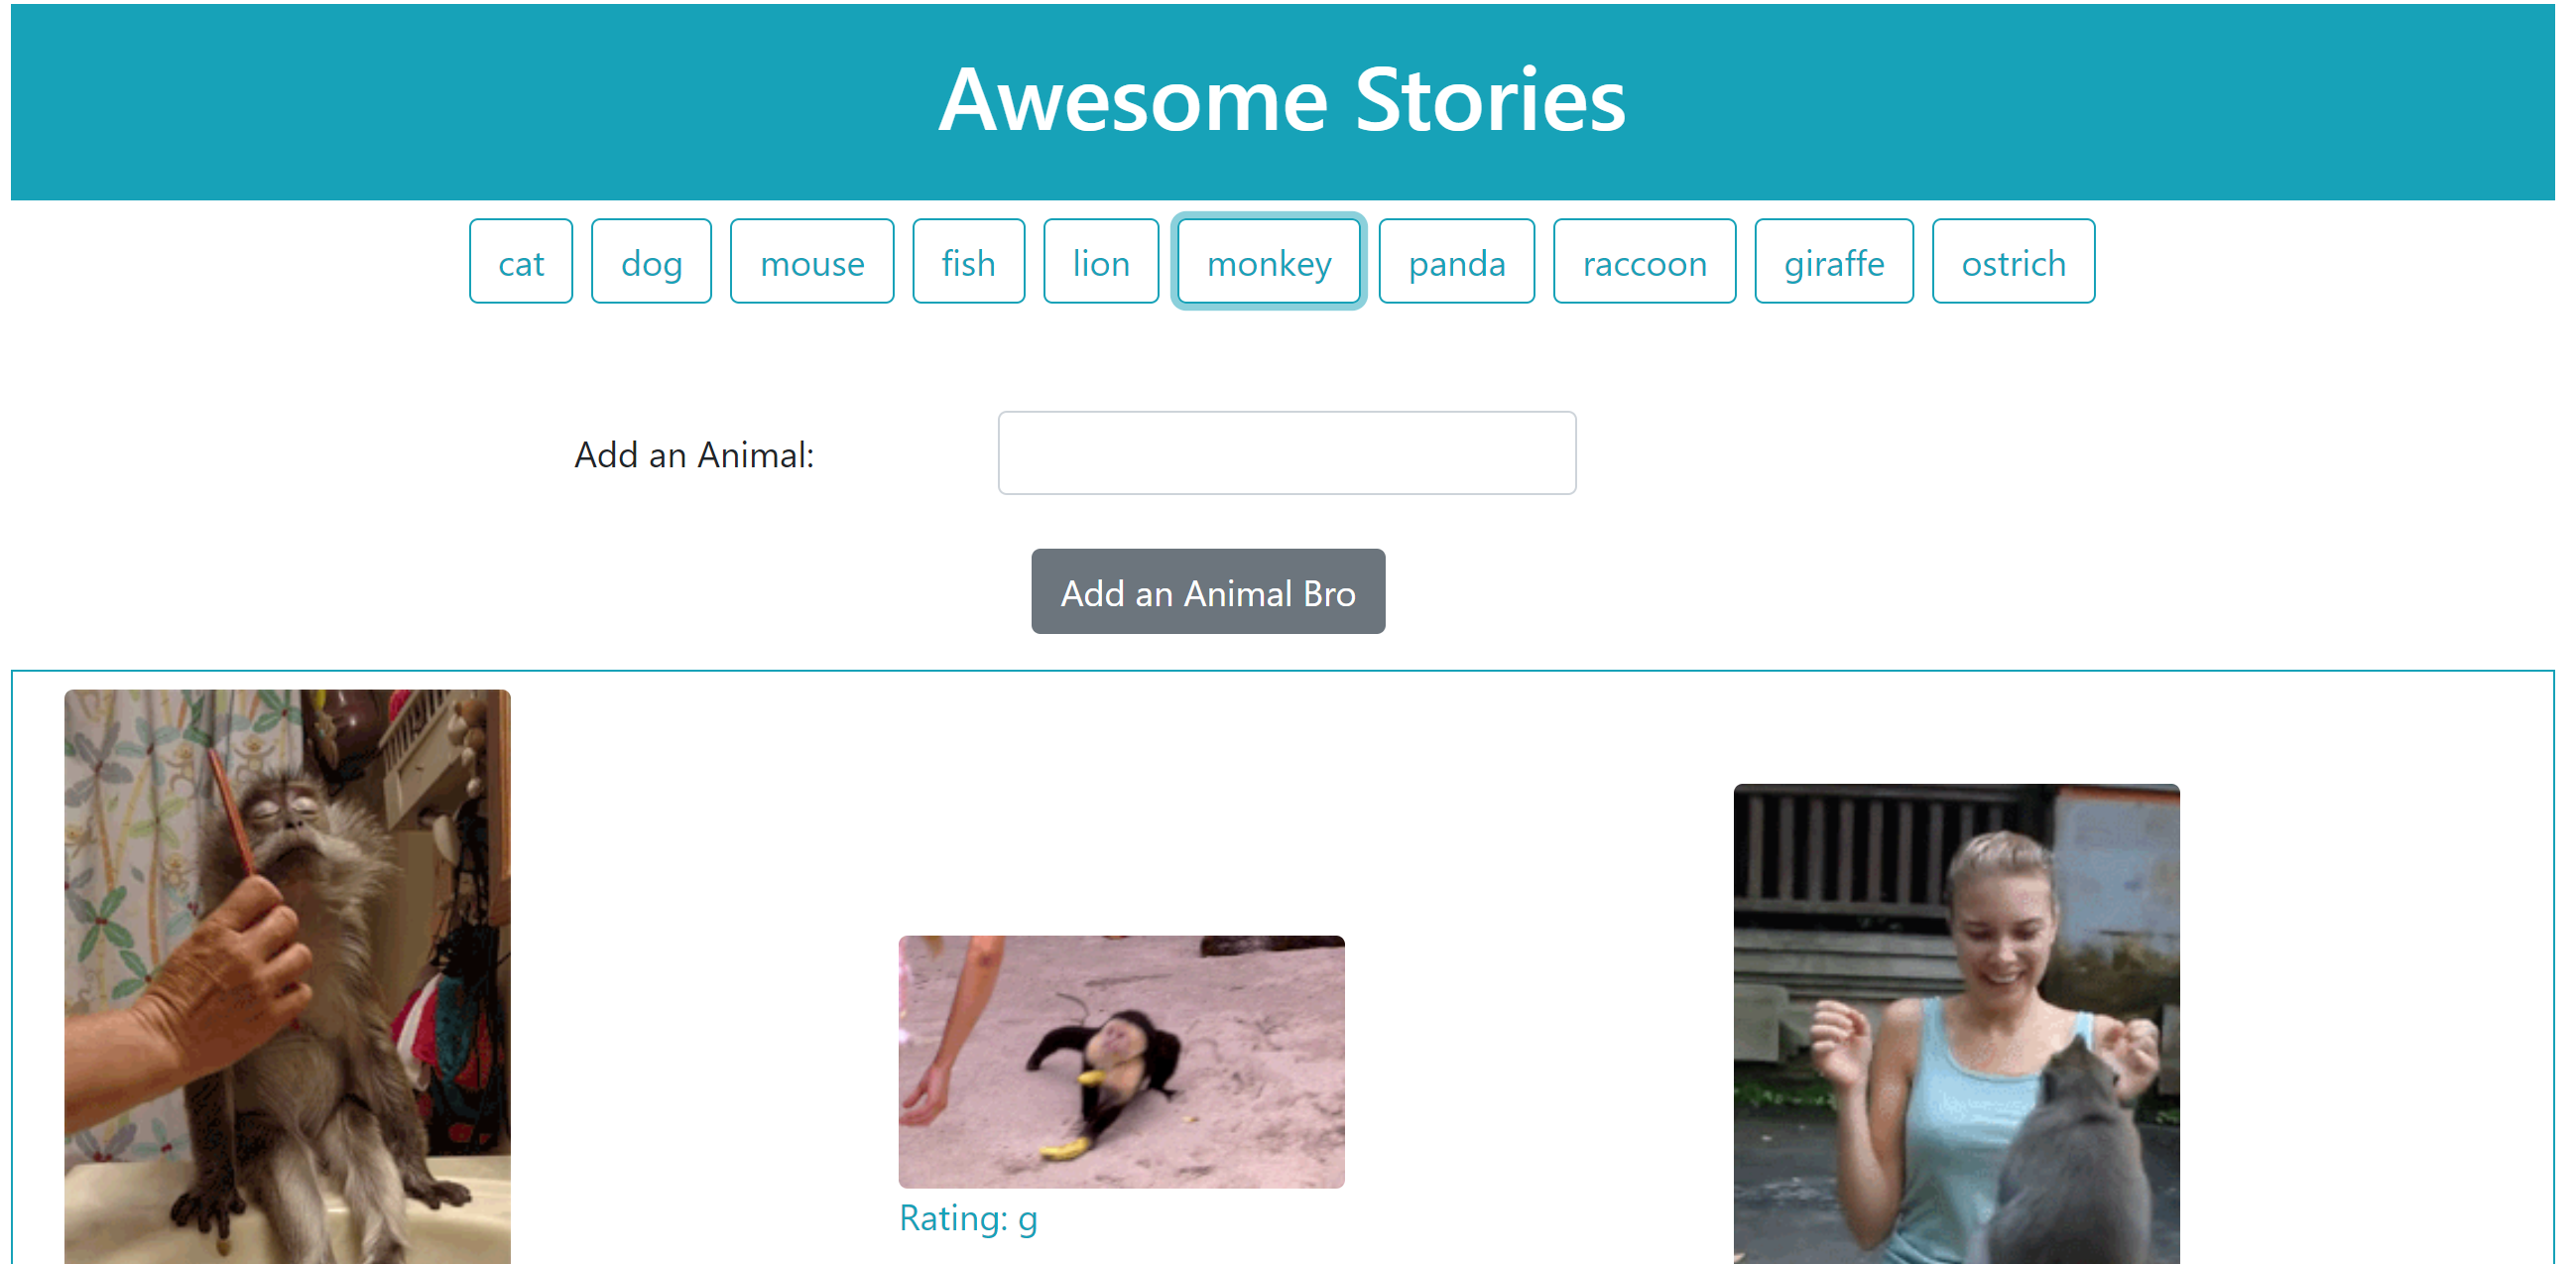 Awesome Stories
cat dog mouse fish lion monkey panda raccoon giraffe ostrich
Add an Animal:
Add an Animal Bro
Rating: g